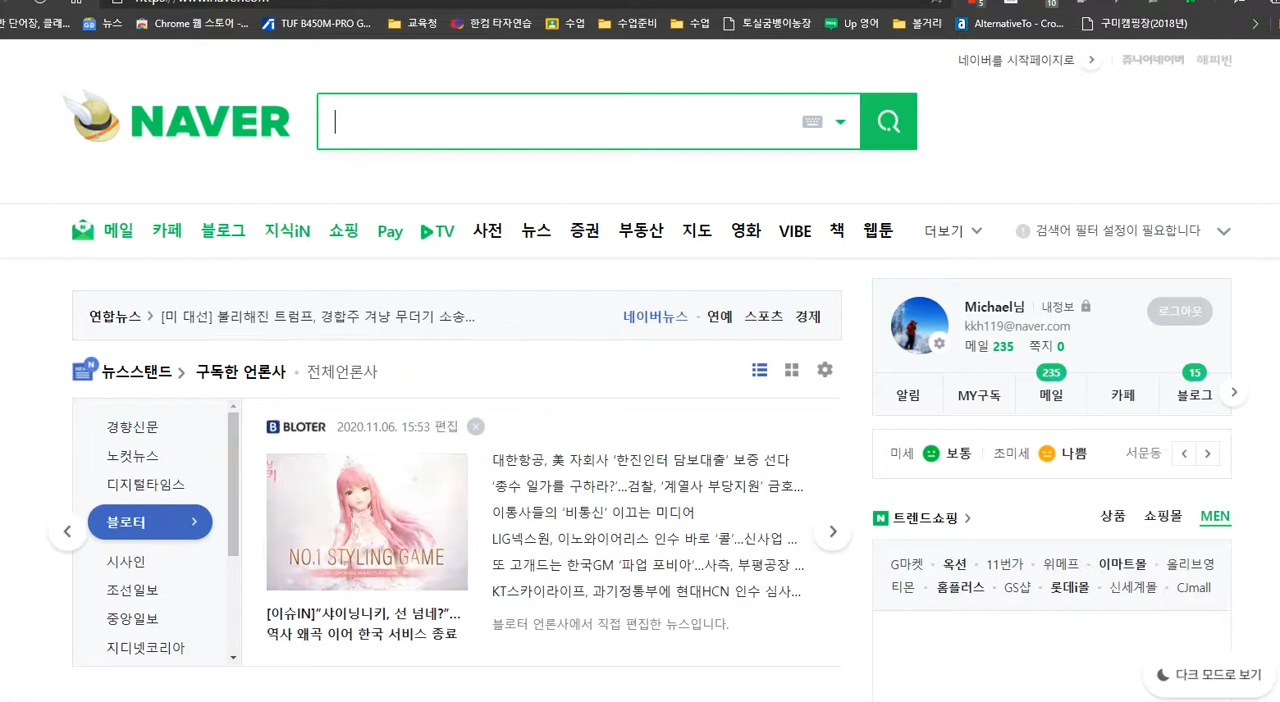 한 단어장, 클래... 뉴스 Chrome 웹 스토어 -... TUF B450M-PRO G... 교육청 한컴 타자연습 수업 수업준비 수업 토실굼벵이농장 Up 영어 볼거리 AlternativeTo - Cro... 구미캠핑장(2018년)
네이버를 시작페이지로 쥬니어네이버 해피빈
NAVER
메일 카페 블로그 지식iN 쇼핑 Pay TV 사전 뉴스 증권 부동산 지도 영화 VIBE 책 웹툰 더보기 검색어 필터 설정이 필요합니다
연합뉴스 [미 대선] 불리해진 트럼프, 경합주 겨냥 무더기 소송... 네이버뉴스 연예 스포츠 경제
뉴스스탠드 구독한 언론사 전체언론사
경향신문
노컷뉴스
디지털타임스
블로터
시사인
조선일보
중앙일보
지디넷코리아
BLOTER 2020.11.06. 15:53 편집
NO.1 STYLING GAME
[이슈IN]"샤이닝니키, 선 넘네?"...
역사 왜곡 이어 한국 서비스 종료
대한항공, 美 자회사 '한진인터 담보대출' 보증 선다
'총수 일가를 구하라?'...검찰, '계열사 부당지원' 금호...
이통사들의 '비통신' 이끄는 미디어
LIG넥스원, 이노와이어리스 인수 바로 '콜'...신사업 ...
또 고개드는 한국GM '파업 포비아'...사측, 부평공장 ...
KT스카이라이프, 과기정통부에 현대HCN 인수 심사...
블로터 언론사에서 직접 편집한 뉴스입니다.
Michael님 내정보 로그아웃
kkh119@naver.com
메일 235 쪽지 0
235 15
알림 MY구독 메일 카페 블로그
미세 보통 초미세 나쁨 서문동
트렌드쇼핑 상품 쇼핑몰 MEN
G마켓 옥션 11번가 위메프 이마트몰 올리브영
티몬 홈플러스 GS샵 롯데i몰 신세계몰 CJmall
다크 모드로 보기